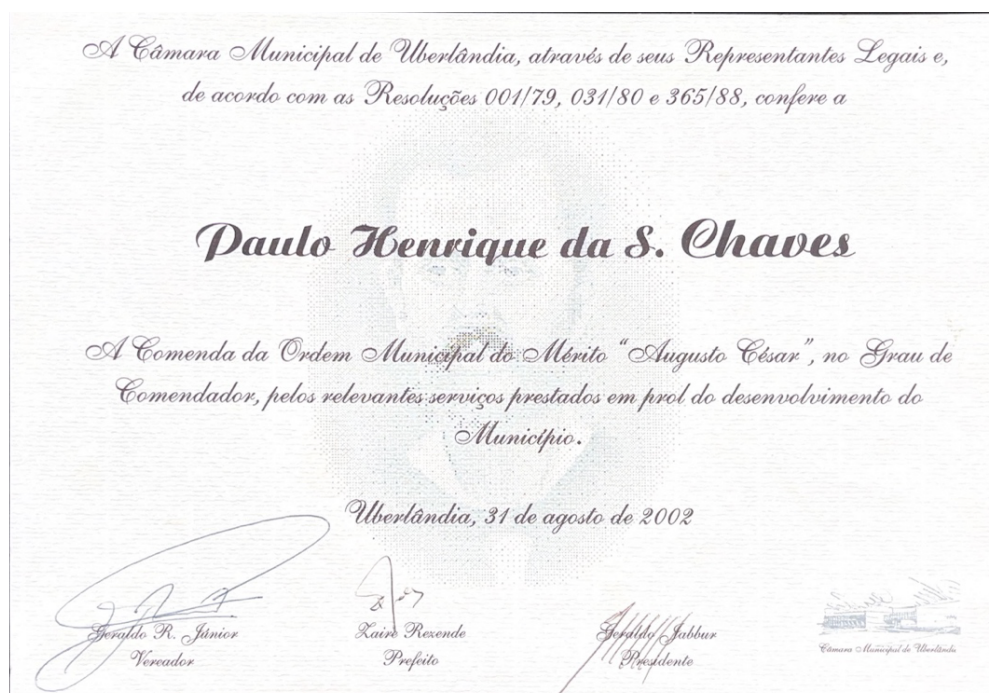 A Câmara Municipal de Uberlândia, através de seus Representantes Legais e,
de acordo com as Resoluções 001/79, 031/80 e 365/88, confere a
Paulo Henrique da S. Chaves
A Comenda da Ordem Municipal do Mérito “Augusto César”, no Grau de
Comendador, pelos relevantes serviços prestados em prol do desenvolvimento do
Município.
Uberlândia, 31 de agosto de 2002
Geraldo R. Júnior
Vereador
Zaire Rezende
Prefeito
Geraldo Jabbur
Presidente
Câmara Municipal de Uberlândia